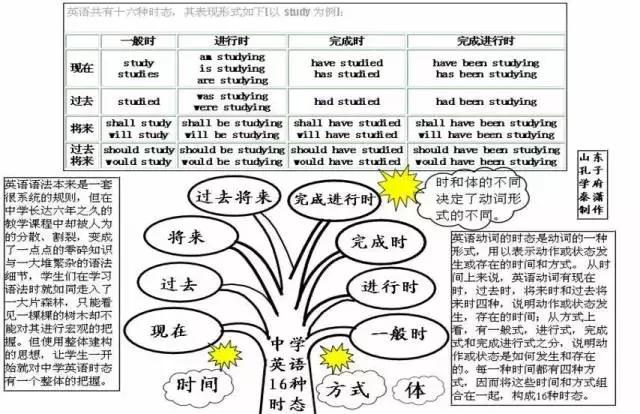 英语共有十六种时态，其表现形式如下[以 study 为例]：
一般时 进行时 完成时 完成进行时
现在
study
studies
am studying
is studying
are studying
have studied
has studied
have been studying
has been studying
过去
studied
was studying
were studying
had studied
had been studying
将来
shall study
will study
shall be studying
will be studying
shall have studied
will have studied
shall have been studying
will have been studying
过去
将来
should study
would study
should be studying
would be studying
should have studied
would have studied
should have been studying
would have been studying
山东
孔子
学府
秦潇
制作
时和体的不同
决定了动词形
式的不同。
英语语法本来是一套
很系统的规则，但在
中学长达六年之久的
教学课程中却被人为
的分散、割裂，变成
了一点点的零碎知识
与一大堆繁杂的语法
细节，学生们在学习
语法时就如同走入了
一大片森林，只能看
见一棵棵的树木却不
能对其进行宏观的把
握。但使用整体建构
的思想，让学生一开
始就对中学英语时态
有一个整体的把握。
过去将来
将来
过去
现在
时间
完成进行时
完成时
进行时
一般时
方式
体
中学
英语
16种
时态
英语动词的时态是动词的一种
形式，用以表示动作或状态发
生或存在的时间和方式。 从时
间上来说，英语动词有现在
时，过去时，将来时和过去将
来时四种，说明动作或状态发
生，存在的时间；从方式上
看，有一般式，进行式，完成
式和完成进行式之分，说明动
作或状态是如何发生和存在
的。每一种时间都有四种方
式，因而将这些时间和方式组
合在一起，构成16种时态。